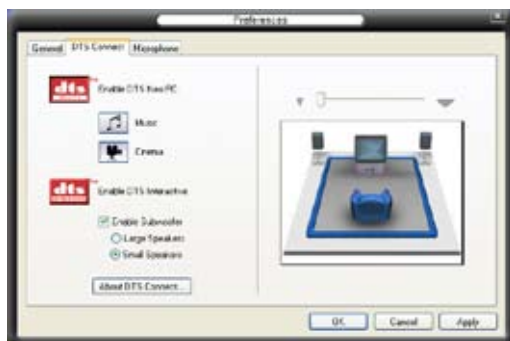 Preferences
General DTS Connect Microphone
dts Enable DTS Neo:PC
Music
Cinema
dts Enable DTS Interactive
Enable Subwoofer
Large Speakers
Small Speakers
About DTS Connect...
OK Cancel Apply